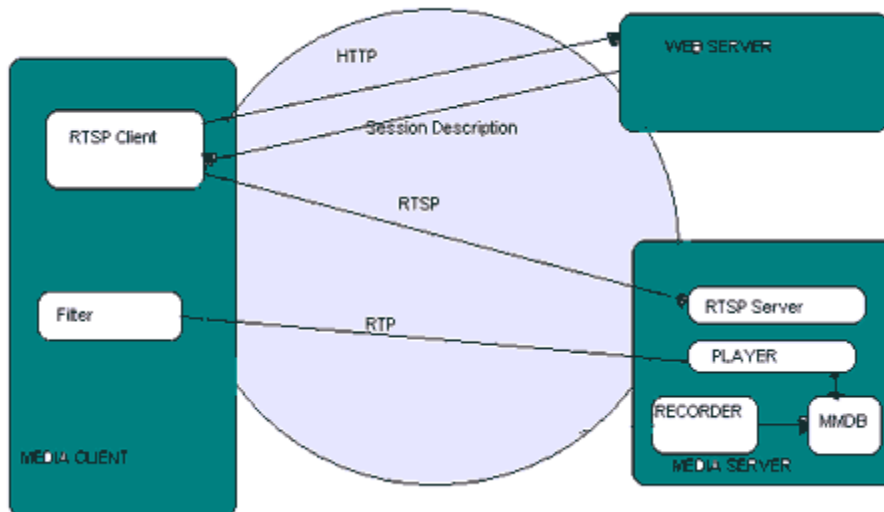 HTTP
WEB SERVER
RTSP Client
Session Description
RTSP
Filter
RTP
RTSP Server
PLAYER
RECORDER
MMDB
MEDIA CLIENT
MEDIA SERVER